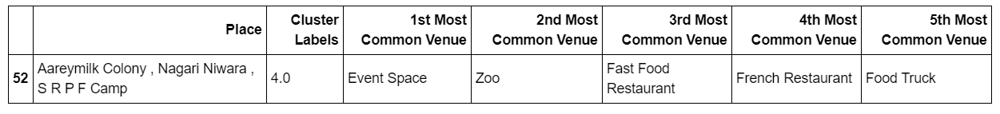 Place Cluster Labels 1st Most Common Venue 2nd Most Common Venue 3rd Most Common Venue 4th Most Common Venue 5th Most Common Venue
52 Aareymilk Colony , Nagari Niwara , S R P F Camp 4.0 Event Space Zoo Fast Food Restaurant French Restaurant Food Truck